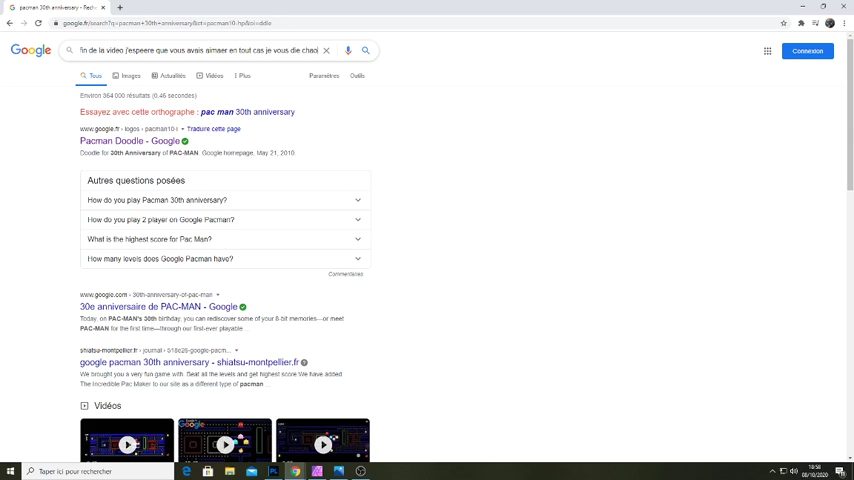 pacman 30th anniversary - Rech
google.fr/search?q=pacman+30th+anniversary&ct=pacman10-hp&oi=ddle
Google
fin de la video j'espeere que vous avais aimaer en tout cas je vous die chao
Connexion
Tous Images Actualités Vidéos Plus Paramètres Outils
Environ 364 000 résultats (0,46 secondes)
Essayez avec cette orthographe : pac man 30th anniversary
www.google.fr › logos › pacman10-i Traduire cette page
Pacman Doodle - Google
Doodle for 30th Anniversary of PAC-MAN. Google homepage, May 21, 2010.
Autres questions posées
How do you play Pacman 30th anniversary?
How do you play 2 player on Google Pacman?
What is the highest score for Pac Man?
How many levels does Google Pacman have?
Commentaires
www.google.com › 30th-anniversary-of-pac-man
30e anniversaire de PAC-MAN - Google
Today, on PAC-MAN's 30th birthday, you can rediscover some of your 8-bit memories—or meet
PAC-MAN for the first time—through our first-ever playable ...
shiatsu-montpellier.fr › journal › 518e26-google-pacm...
google pacman 30th anniversary - shiatsu-montpellier.fr
We brought you a very fun game with. Beat all the levels and get highest score.We have added
The Incredible Pac Maker to our site as a different type of pacman ...
Vidéos
Google
Taper ici pour rechercher
PL
16:58
08/10/2020